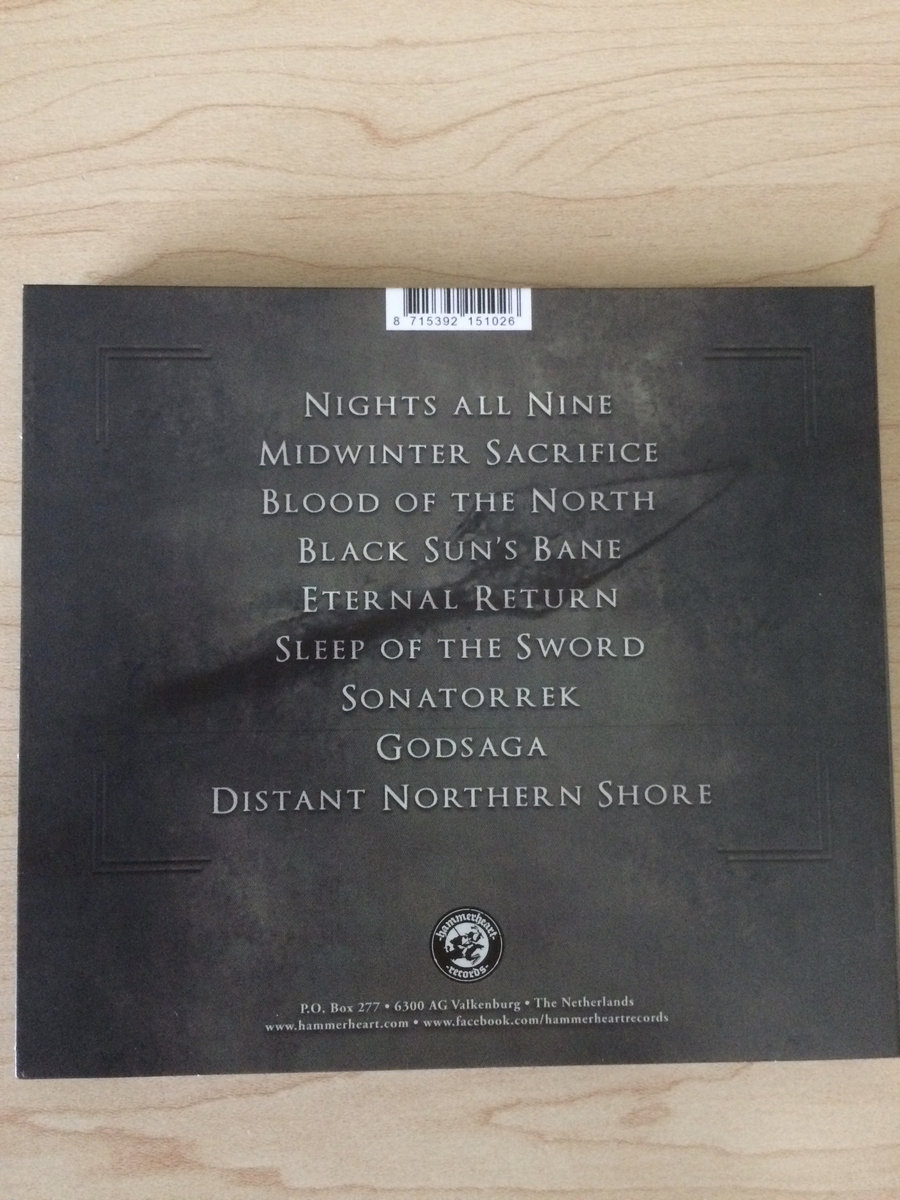 8 715392 151026
NIGHTS ALL NINE
MIDWINTER SACRIFICE
BLOOD OF THE NORTH
BLACK SUN'S BANE
ETERNAL RETURN
SLEEP OF THE SWORD
SONATORREK
GODSAGA
DISTANT NORTHERN SHORE
hammerheart
·records·
P.O. Box 277 • 6300 AG Valkenburg • The Netherlands
www.hammerheart.com • www.facebook.com/hammerheartrecords